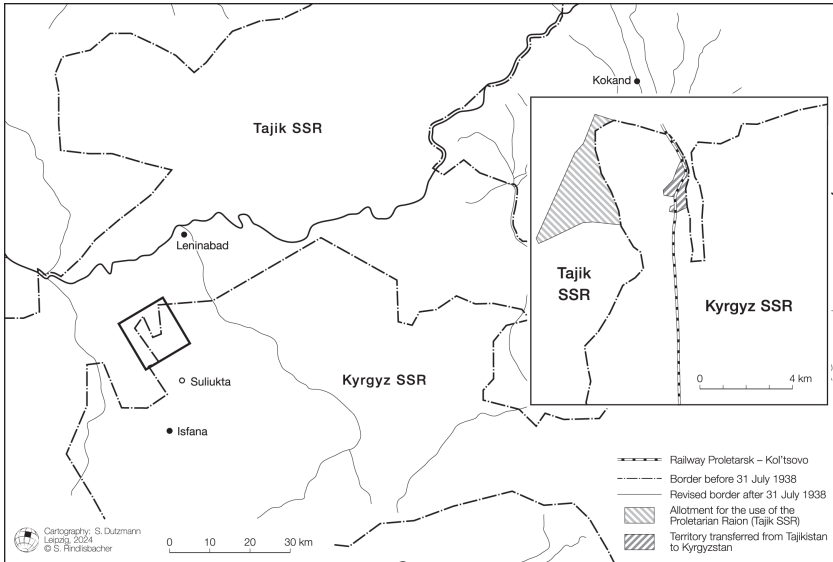 Kokand
Tajik SSR
Leninabad
Tajik
SSR
Kyrgyz SSR
0 4 km
Kyrgyz SSR
Suliukta
Isfana
Railway Proletarsk – Kol'tsovo
Border before 31 July 1938
Revised border after 31 July 1938
Allotment for the use of the
Proletarian Raion (Tajik SSR)
Territory transferred from Tajikistan
to Kyrgyzstan
Cartography: S. Dutzmann
Leipzig, 2024
© S. Rindlisbacher
0 10 30 km